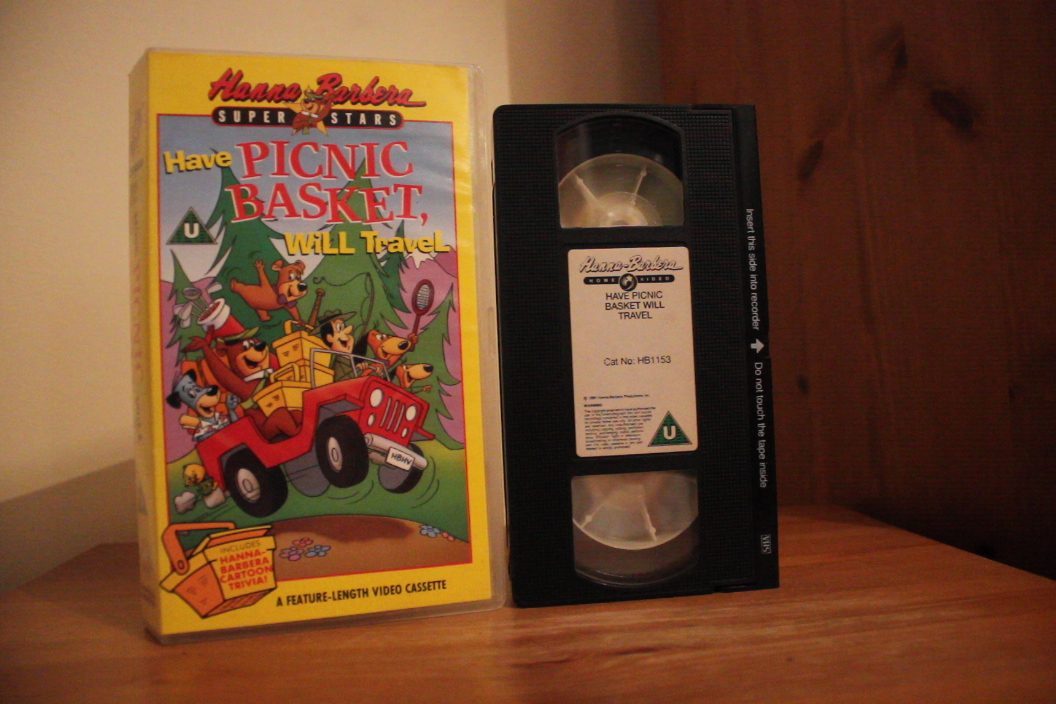 Hanna-Barbera
SUPER STARS
Have PICNIC
BASKET,
WiLL TraveL
U
HBHV
INCLUDES
HANNA-
BARBERA
CARTOON
TRIVIA!
A FEATURE-LENGTH VIDEO CASSETTE
Hanna-Barbera
HOME VIDEO
HAVE PICNIC
BASKET WILL
TRAVEL
Cat No: HB1153
WARNING
U
Insert this side into recorder
Do not touch the tape inside
VHS